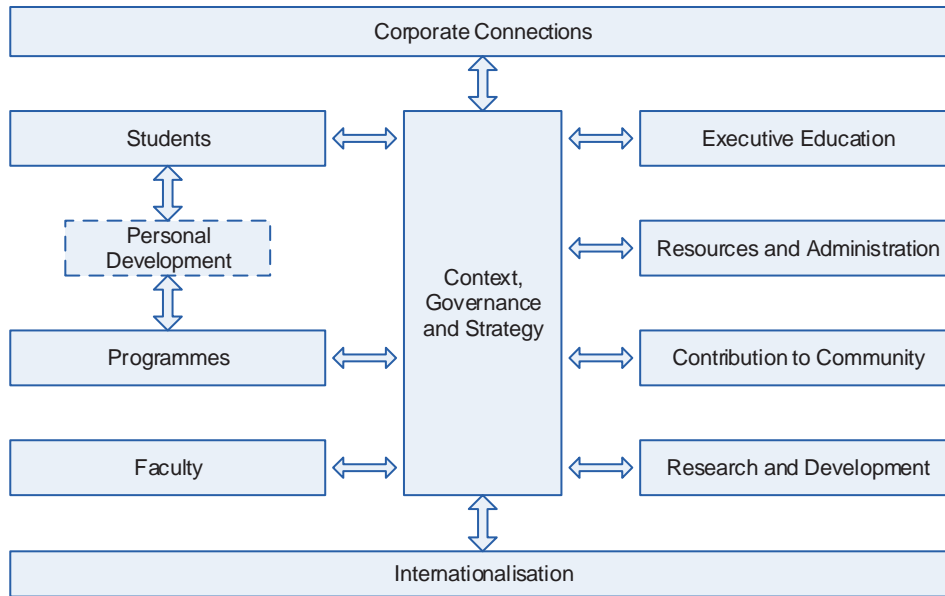 Corporate Connections
Students
Executive Education
Personal
Development
Resources and Administration
Context,
Governance
and Strategy
Programmes
Contribution to Community
Faculty
Research and Development
Internationalisation